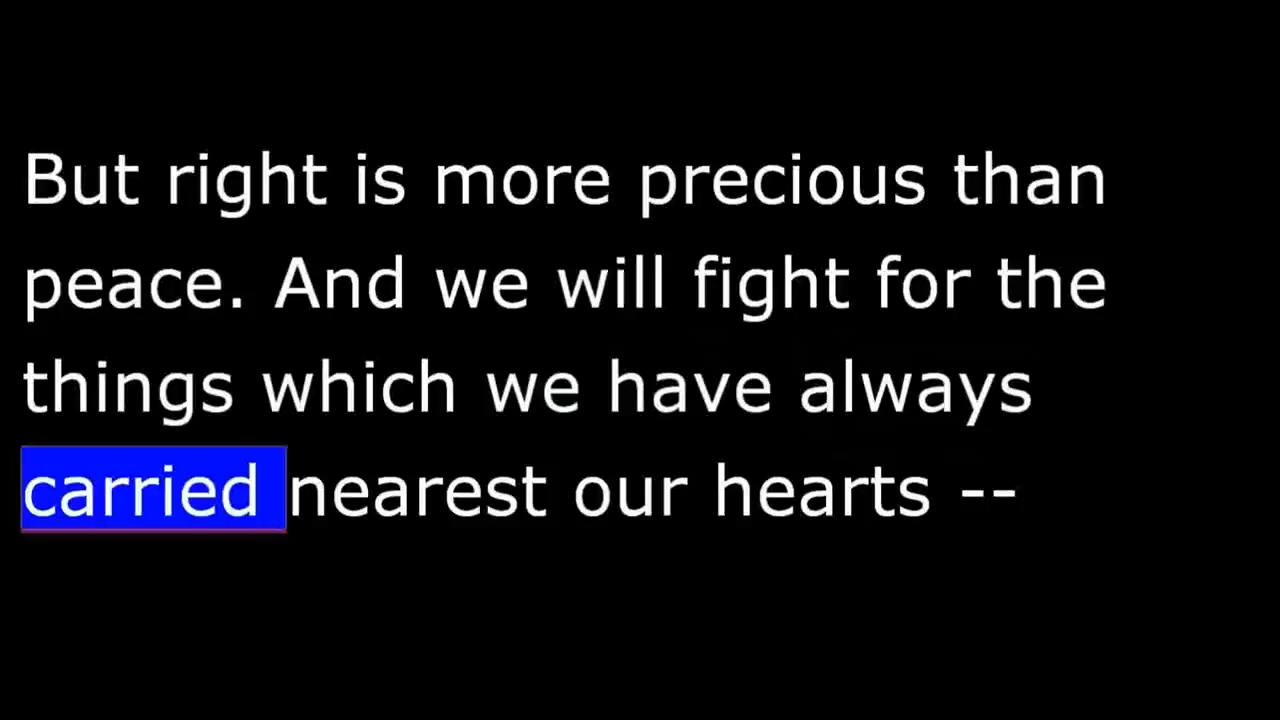 But right is more precious than
peace. And we will fight for the
things which we have always
carried nearest our hearts --